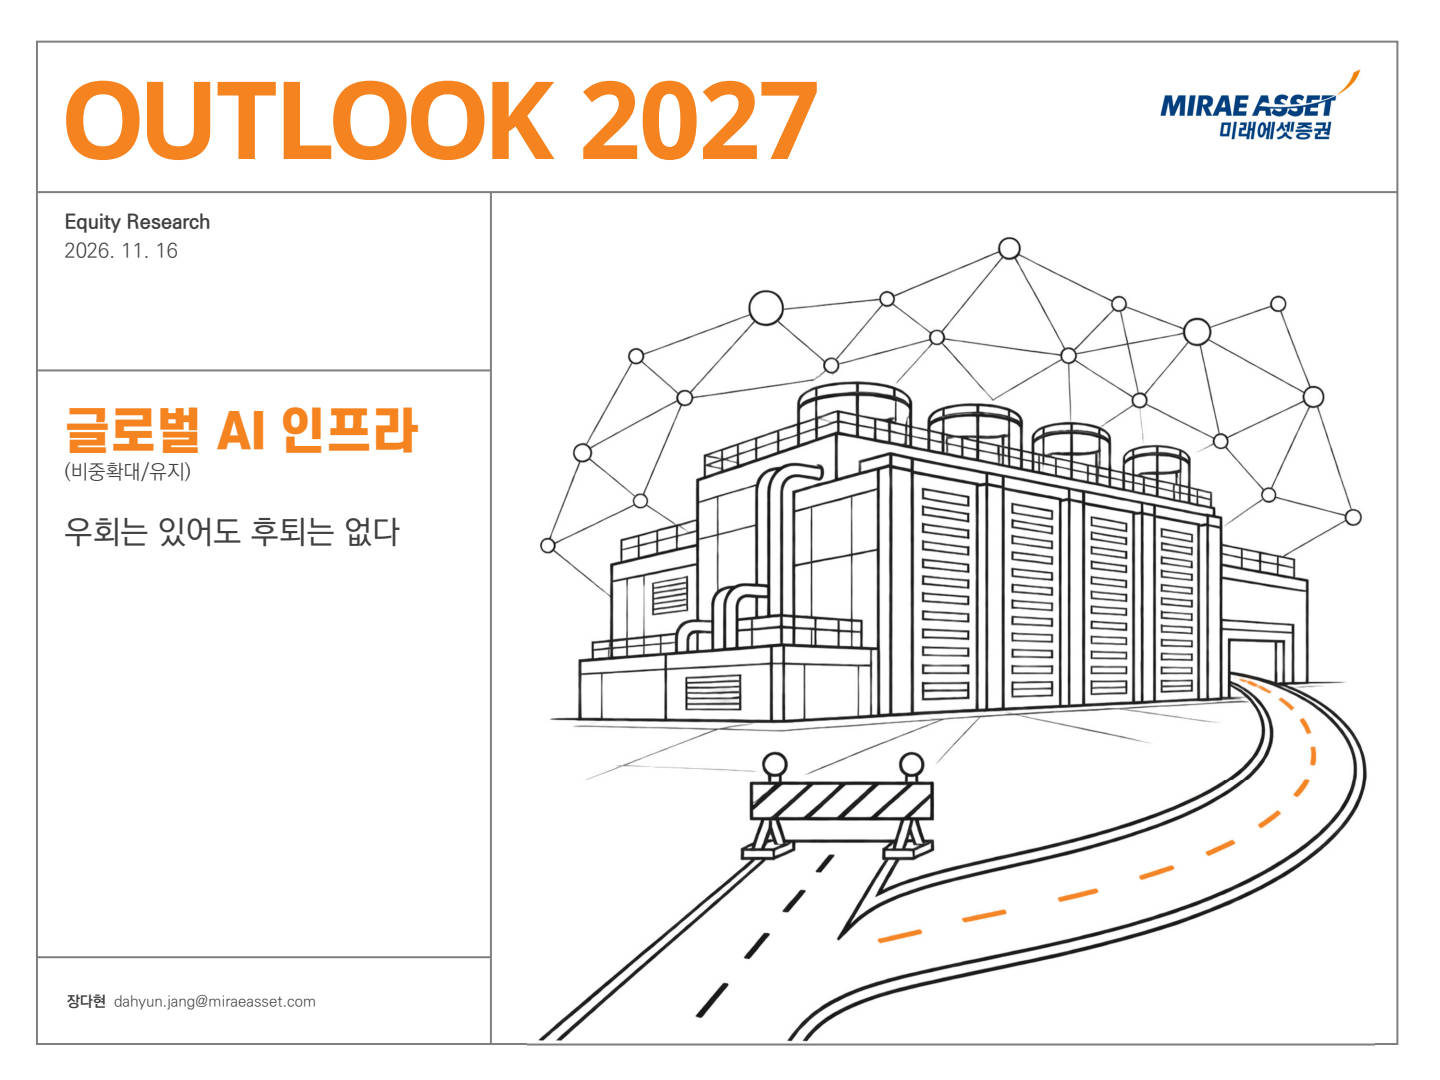 OUTLOOK 2027
MIRAE ASSET
미래에셋증권
Equity Research
2026. 11. 16
글로벌 AI 인프라
(비중확대/유지)
우회는 있어도 후퇴는 없다
장다현 dahyun.jang@miraeasset.com